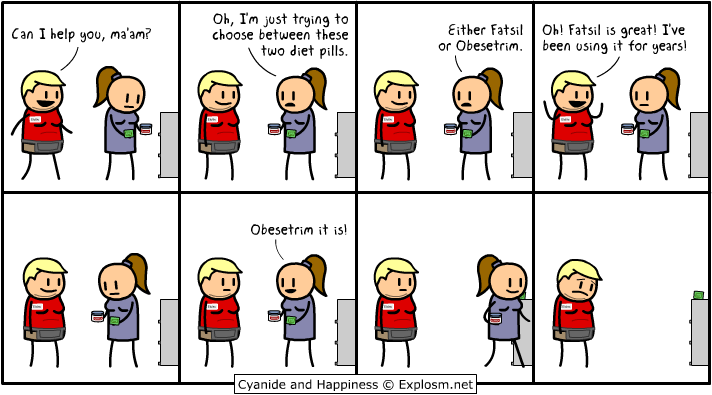 Can I help you, ma'am?
Oh, I'm just trying to
choose between these
two diet pills.
Either Fatsil
or Obesetrim.
Oh! Fatsil is great! I've
been using it for years!
Obesetrim it is!
Cyanide and Happiness © Explosm.net